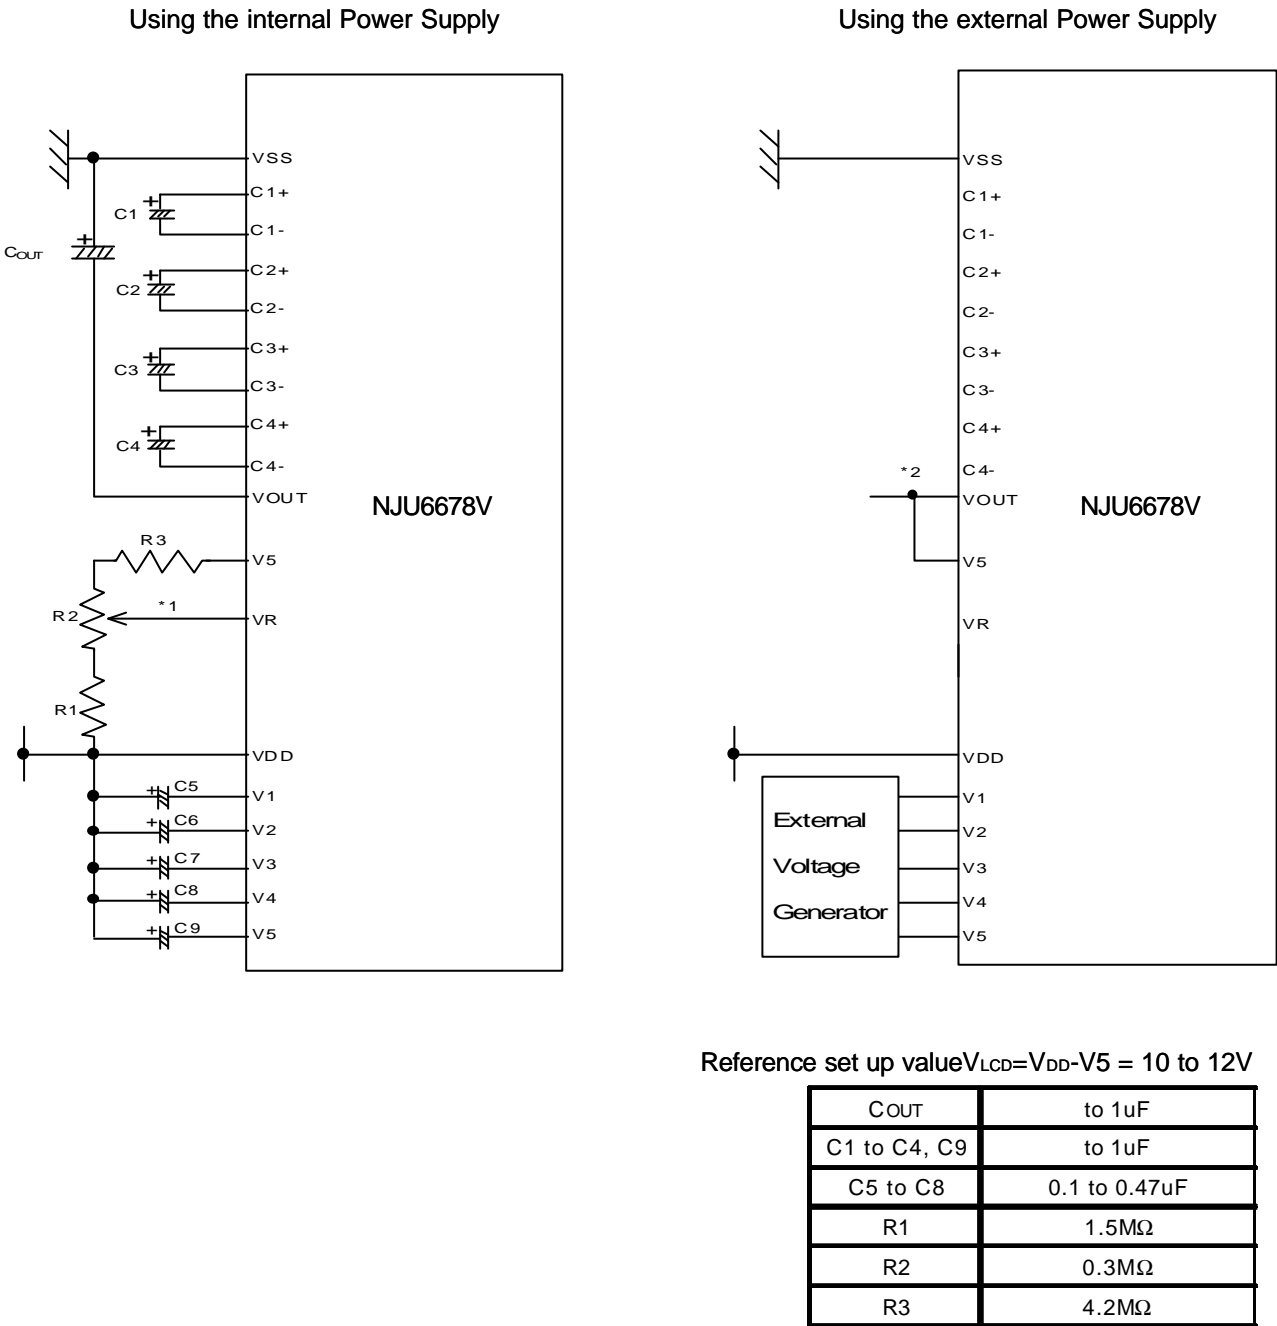 Using the internal Power Supply
VSS
C1+
+
C1
C1-
+
COUT
C2+
+
C2
C2-
C3+
+
C3
C3-
C4+
+
C4
C4-
VOUT
NJU6678V
R3
V5
*1
R2
VR
R1
VDD
+ C5
V1
+ C6
V2
+ C7
V3
+ C8
V4
+ C9
V5
Using the external Power Supply
VSS
C1+
C1-
C2+
C2-
C3+
C3-
C4+
*2
C4-
VOUT
NJU6678V
V5
VR
VDD
V1
External
V2
Voltage
V3
V4
Generator
V5
Reference set up valueVLCD=VDD-V5 = 10 to 12V
COUT to 1uF
C1 to C4, C9 to 1uF
C5 to C8 0.1 to 0.47uF
R1 1.5MΩ
R2 0.3MΩ
R3 4.2MΩ